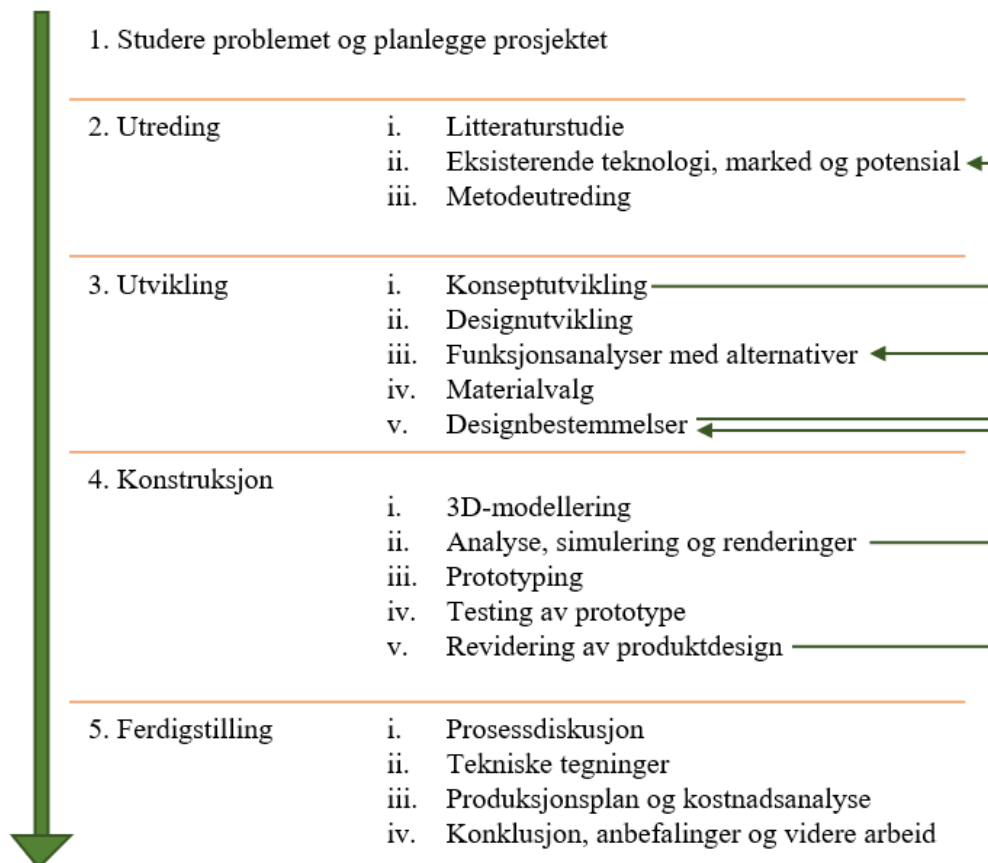 1. Studere problemet og planlegge prosjektet
2. Utreding i. Litteraturstudie
ii. Eksisterende teknologi, marked og potensial
iii. Metodeutreding
3. Utvikling i. Konseptutvikling
ii. Designutvikling
iii. Funksjonsanalyser med alternativer
iv. Materialvalg
v. Designbestemmelser
4. Konstruksjon
i. 3D-modellering
ii. Analyse, simulering og renderinger
iii. Prototyping
iv. Testing av prototype
v. Revidering av produktdesign
5. Ferdigstilling i. Prosessdiskusjon
ii. Tekniske tegninger
iii. Produksjonsplan og kostnadsanalyse
iv. Konklusjon, anbefalinger og videre arbeid